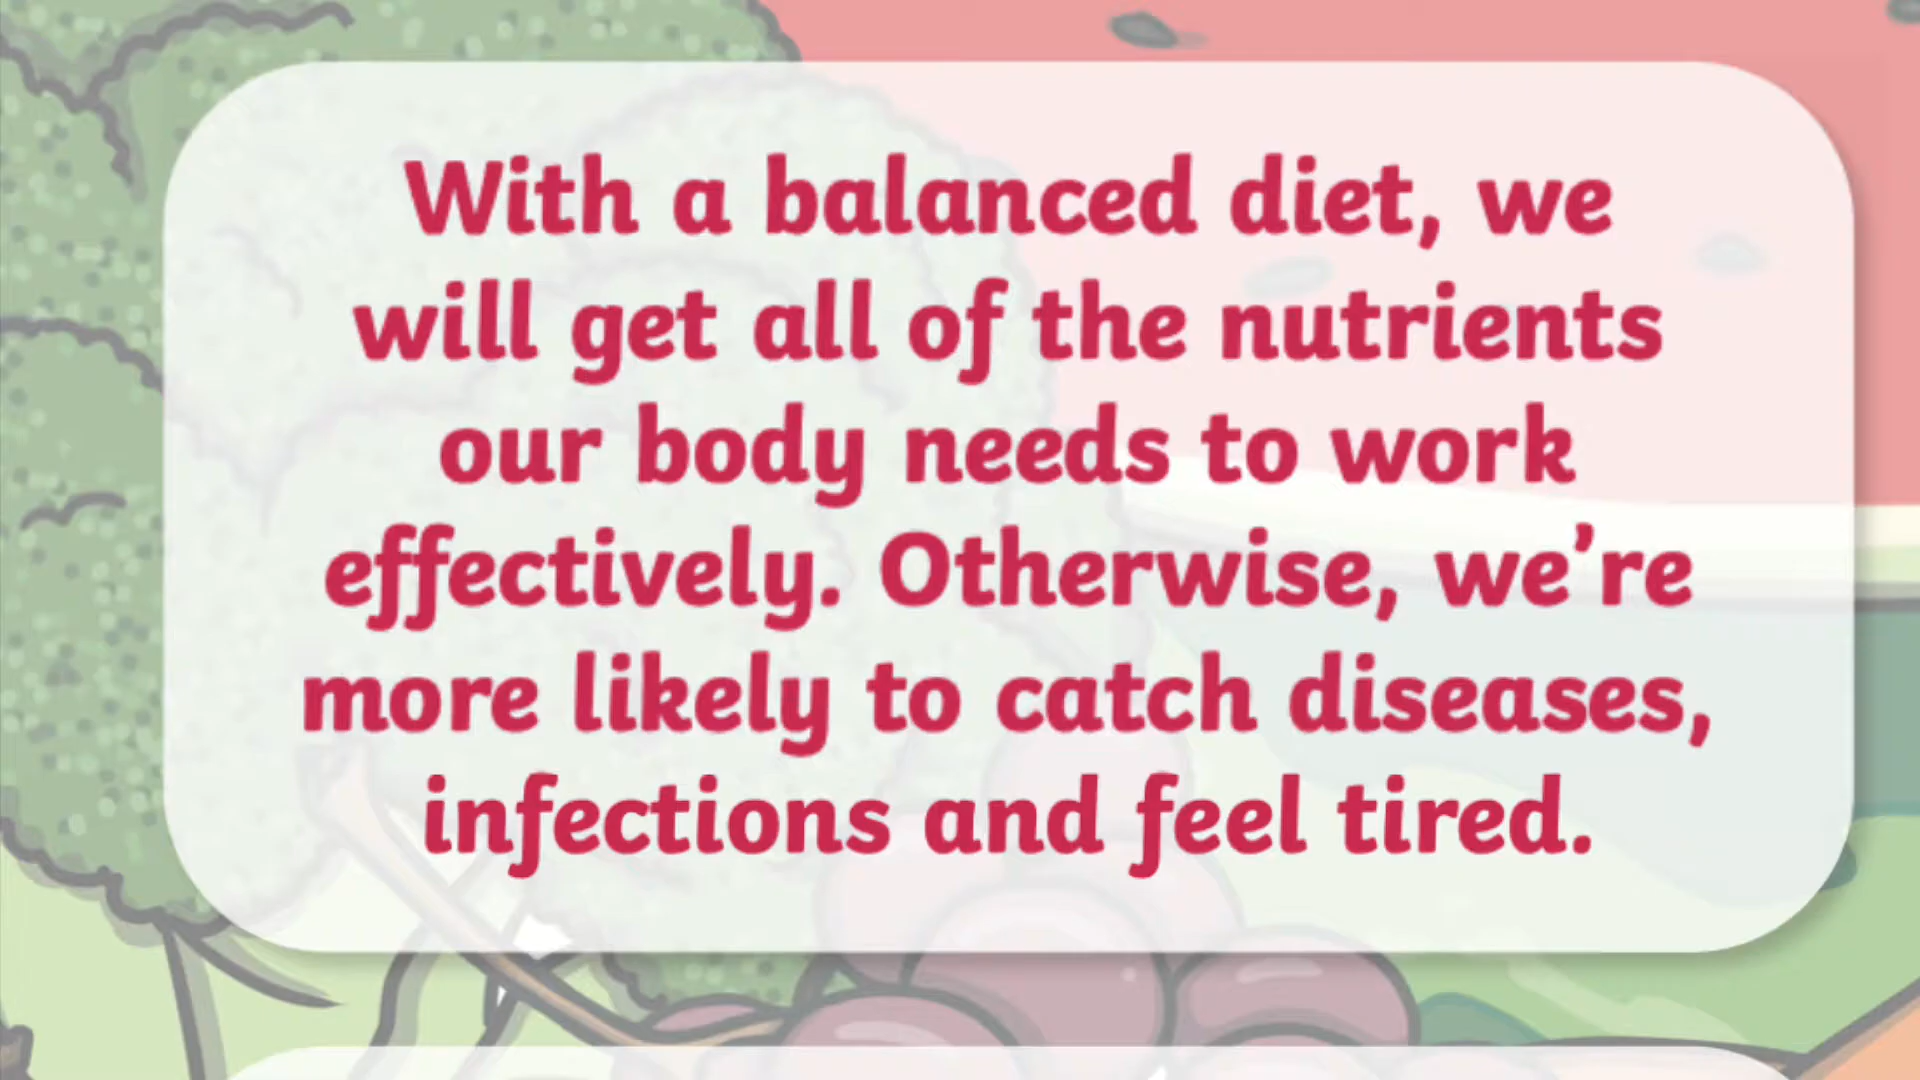 With a balanced diet, we
will get all of the nutrients
our body needs to work
effectively. Otherwise, we’re
more likely to catch diseases,
infections and feel tired.